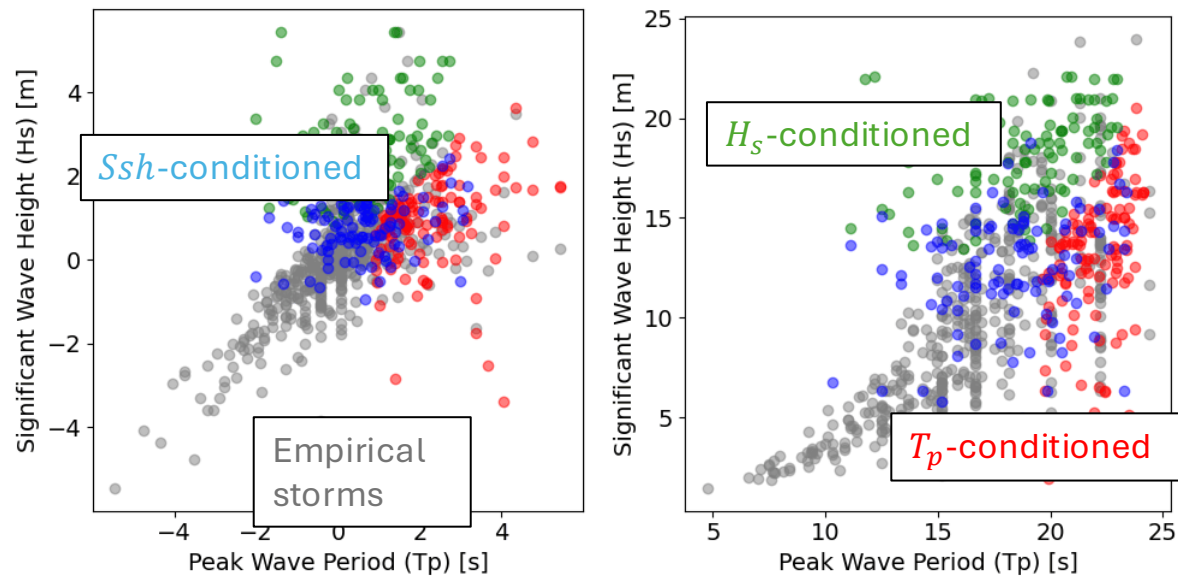 Significant Wave Height (Hs) [m]
4
2
0
−2
−4
Ssh-conditioned
Empirical
storms
−4
−2
0
2
4
Peak Wave Period (Tp) [s]
Significant Wave Height (Hs) [m]
25
20
15
10
5
Hₛ-conditioned
Tₚ-conditioned
5
10
15
20
25
Peak Wave Period (Tp) [s]